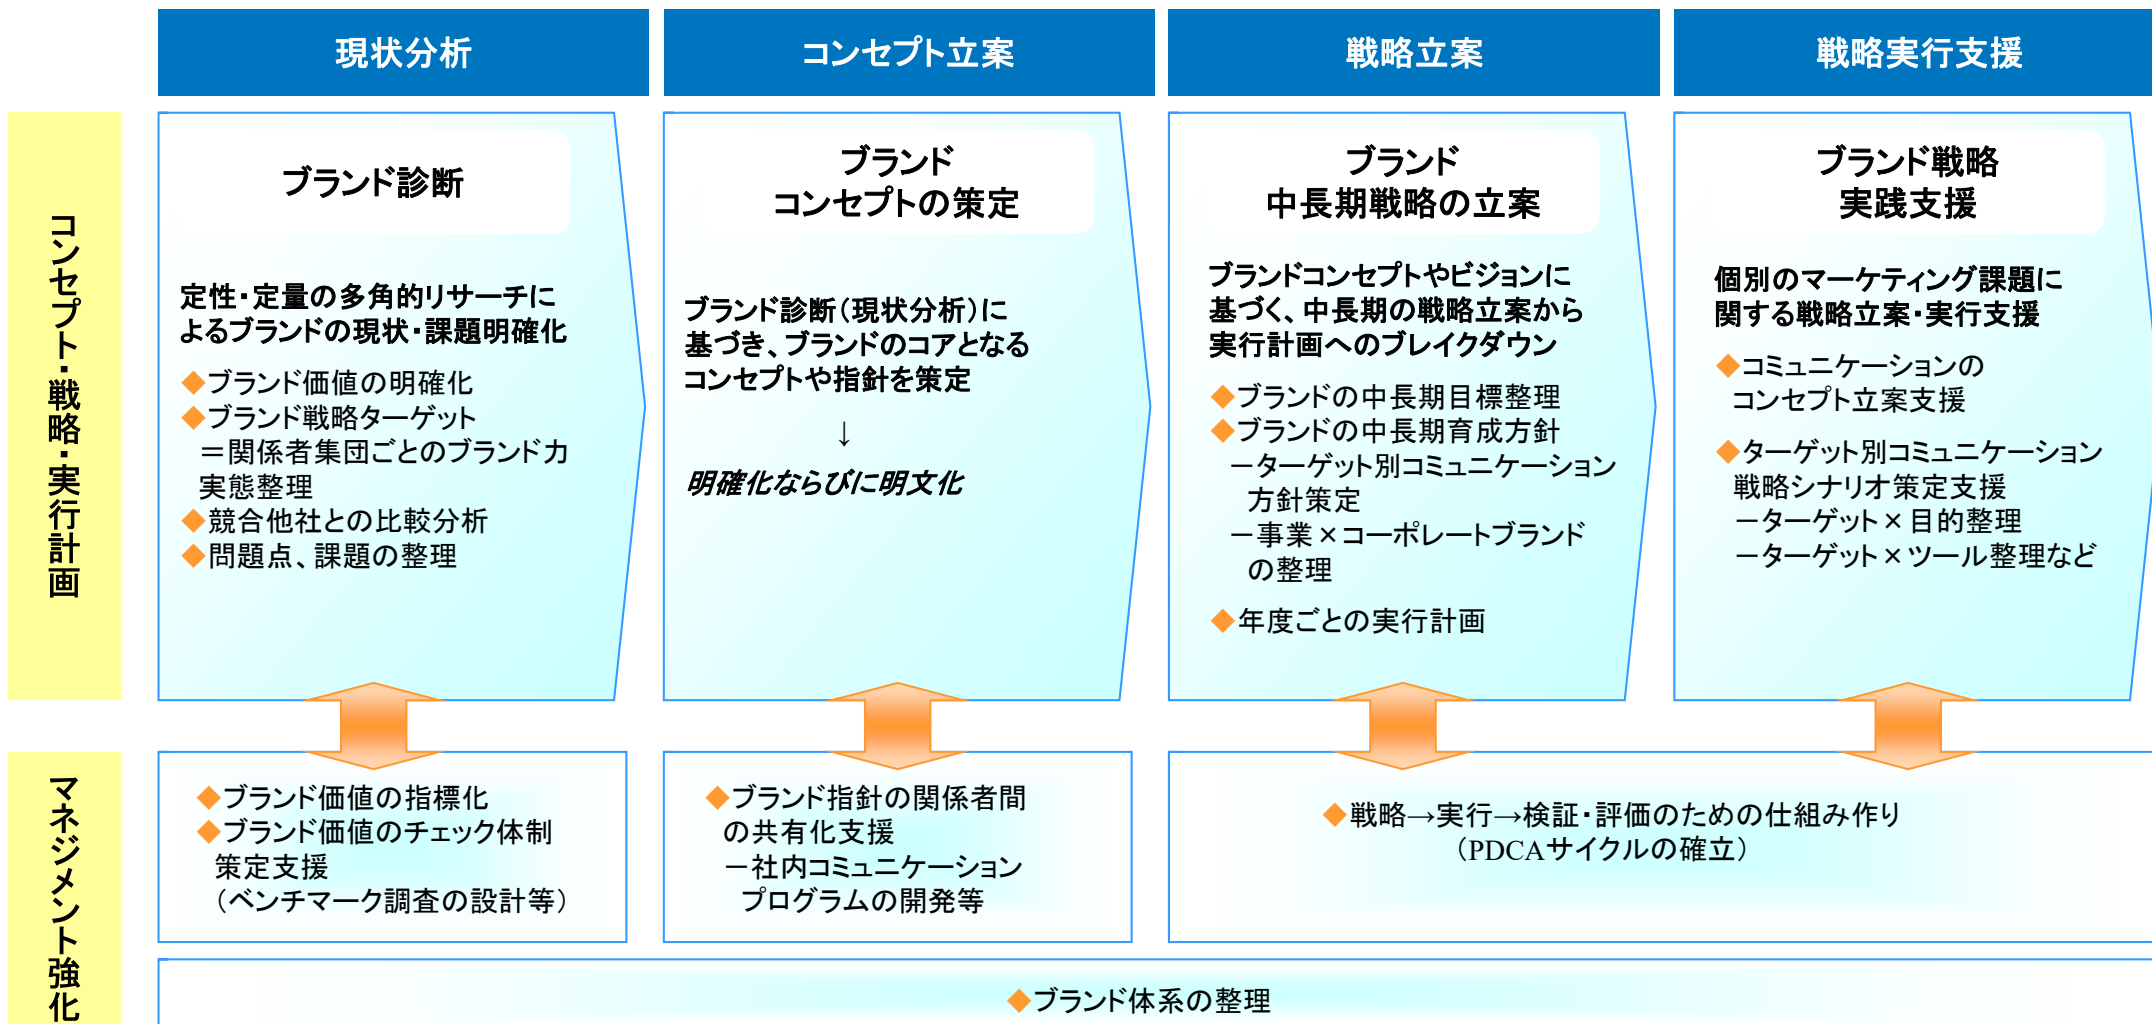 現状分析
コンセプト立案
戦略立案
戦略実行支援
コンセプト・戦略・実行計画
ブランド診断
定性・定量の多角的リサーチに
よるブランドの現状・課題明確化
◆ブランド価値の明確化
◆ブランド戦略ターゲット
＝関係者集団ごとのブランド力
実態整理
◆競合他社との比較分析
◆問題点、課題の整理
ブランド
コンセプトの策定
ブランド診断（現状分析）に
基づき、ブランドのコアとなる
コンセプトや指針を策定
↓
明確化ならびに明文化
ブランド
中長期戦略の立案
ブランドコンセプトやビジョンに
基づく、中長期の戦略立案から
実行計画へのブレイクダウン
◆ブランドの中長期目標整理
◆ブランドの中長期育成方針
－ターゲット別コミュニケーション
方針策定
－事業×コーポレートブランド
の整理
◆年度ごとの実行計画
ブランド戦略
実践支援
個別のマーケティング課題に
関する戦略立案・実行支援
◆コミュニケーションの
コンセプト立案支援
◆ターゲット別コミュニケーション
戦略シナリオ策定支援
－ターゲット×目的整理
－ターゲット×ツール整理など
マネジメント強化
◆ブランド価値の指標化
◆ブランド価値のチェック体制
策定支援
（ベンチマーク調査の設計等）
◆ブランド指針の関係者間
の共有化支援
－社内コミュニケーション
プログラムの開発等
◆戦略→実行→検証・評価のための仕組み作り
（PDCAサイクルの確立）
◆ブランド体系の整理